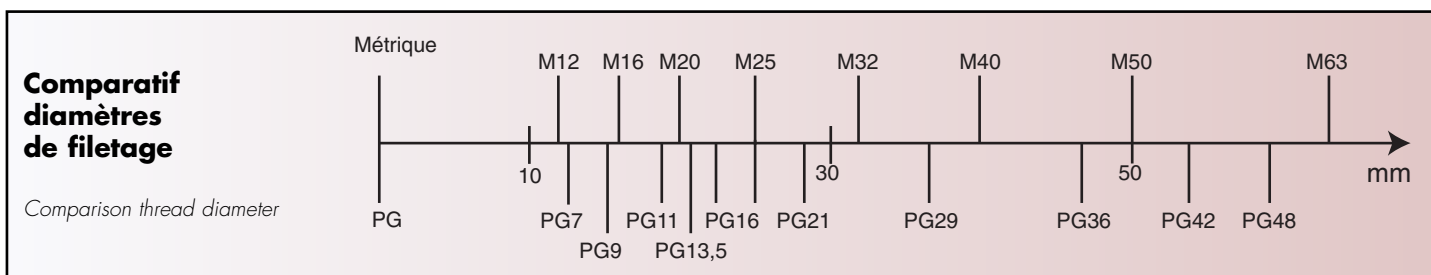 Comparatif
diamètres
de filetage
Comparison thread diameter
Métrique
M12 M16 M20 M25 M32 M40 M50 M63
10 30 50 mm
PG PG7 PG11 PG16 PG21 PG29 PG36 PG42 PG48
PG9 PG13,5